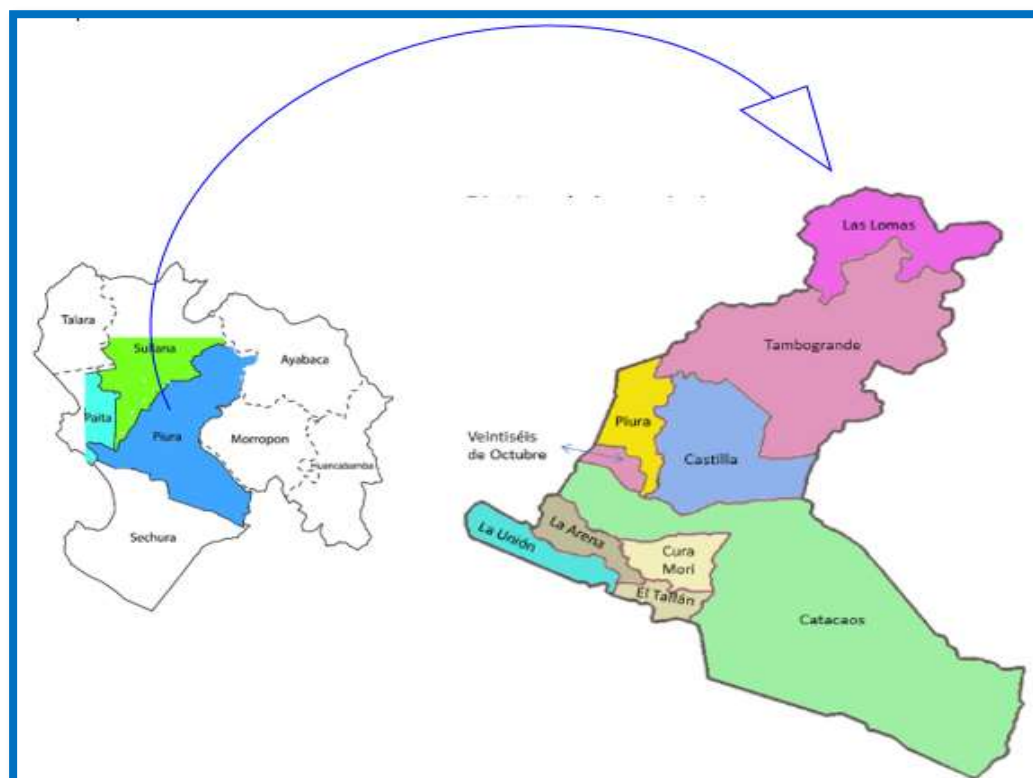 Las Lomas
Talara
Sullana
Ayabaca
Tambogrande
Paita
Piura
Morropon
Huancabamba
Sechura
Piura
Veintiséis
de Octubre
Castilla
La Unión
La Arena
Cura
Mori
El Tallán
Catacaos